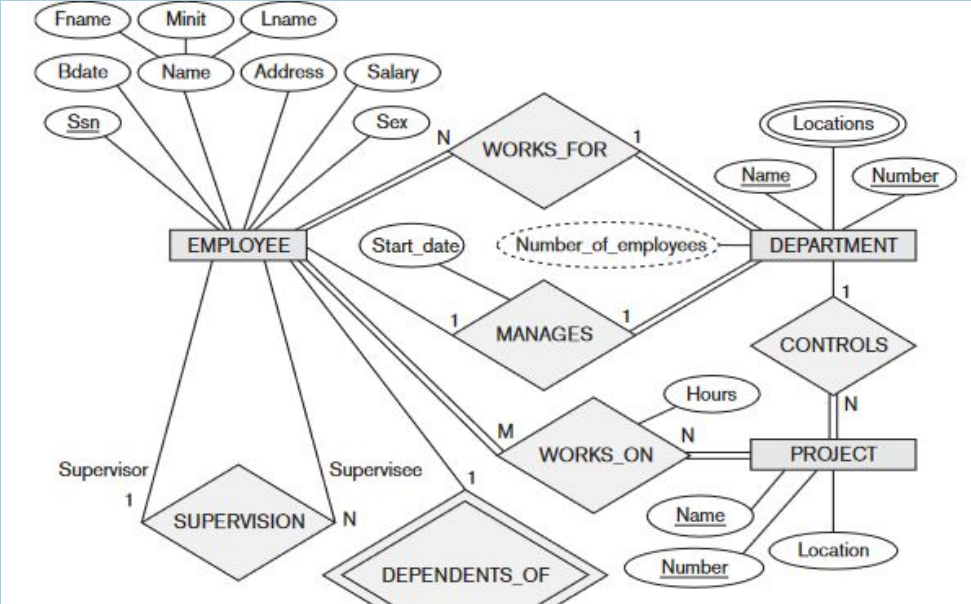 Fname Minit Lname
Bdate Name Address Salary
Ssn Sex
N WORKS_FOR 1
Locations
Name Number
EMPLOYEE Start_date Number_of_employees DEPARTMENT
1 MANAGES 1
1
CONTROLS
N
Hours
M WORKS_ON N PROJECT
Supervisor Supervisee
1 SUPERVISION N
1
Name
Number Location
DEPENDENTS_OF